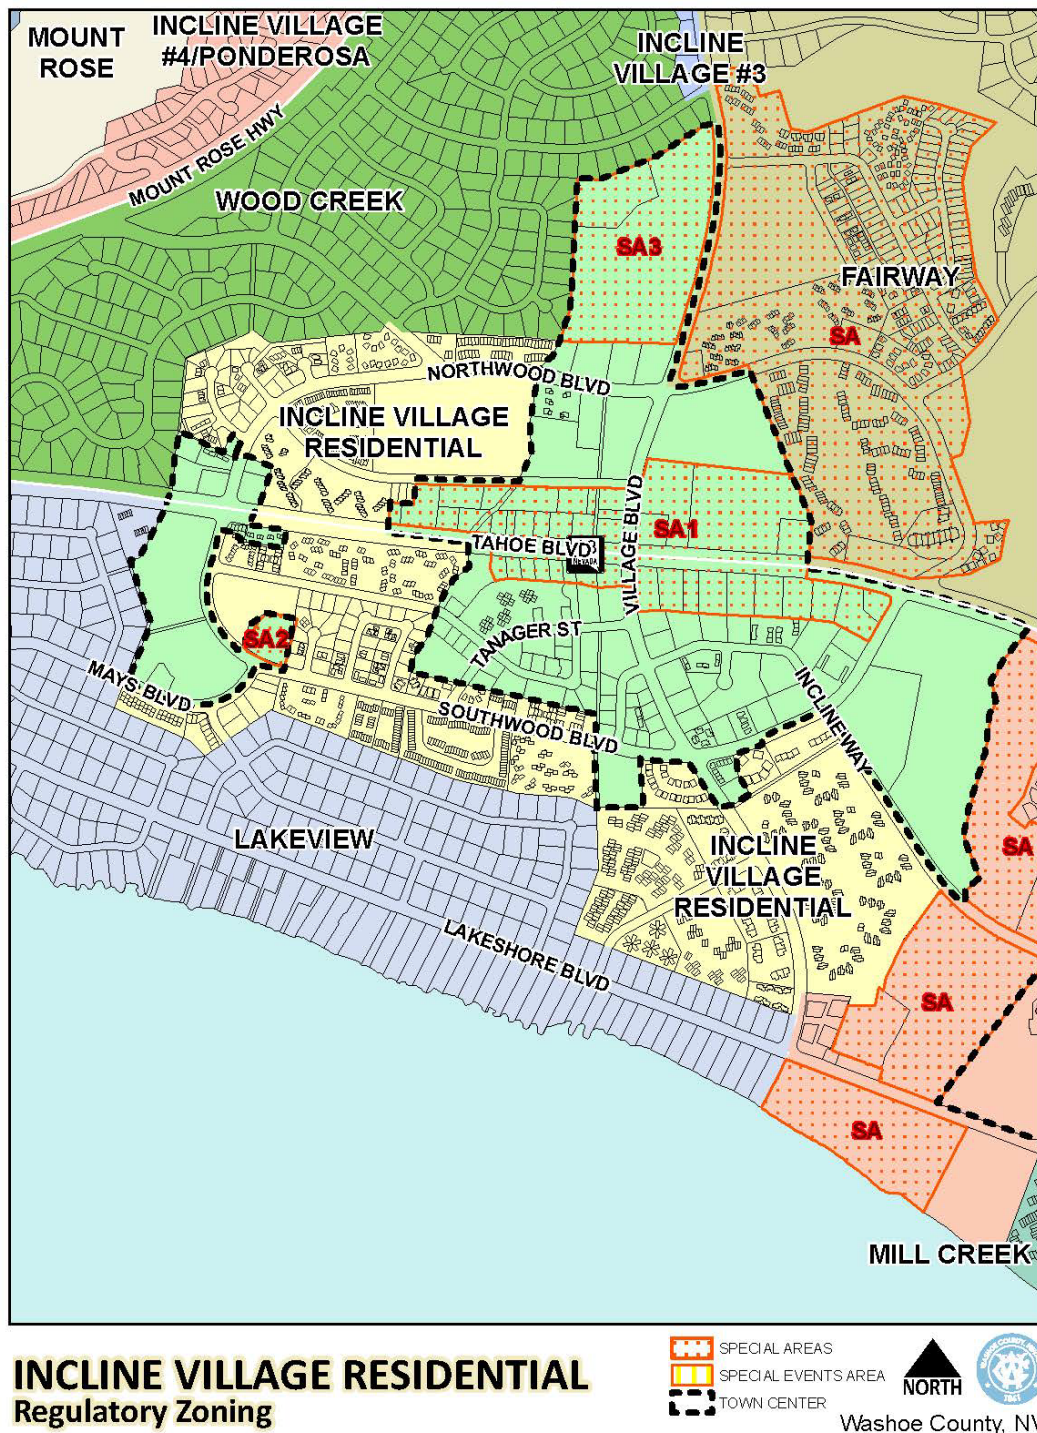 MOUNT
ROSE
INCLINE VILLAGE
#4/PONDEROSA
INCLINE
VILLAGE #3
MOUNT ROSE HWY
WOOD CREEK
SA3
FAIRWAY
SA
NORTHWOOD BLVD
INCLINE VILLAGE
RESIDENTIAL
VILLAGE BLVD
SA1
TAHOE BLVD
NEVADA
SA2
TANAGER ST
MAYS BLVD
INCLINE WAY
SOUTHWOOD BLVD
LAKEVIEW
INCLINE
VILLAGE
RESIDENTIAL
SA
LAKESHORE BLVD
SA
SA
MILL CREEK
INCLINE VILLAGE RESIDENTIAL
Regulatory Zoning
SPECIAL AREAS
SPECIAL EVENTS AREA
TOWN CENTER
NORTH
1861
Washoe County, NV